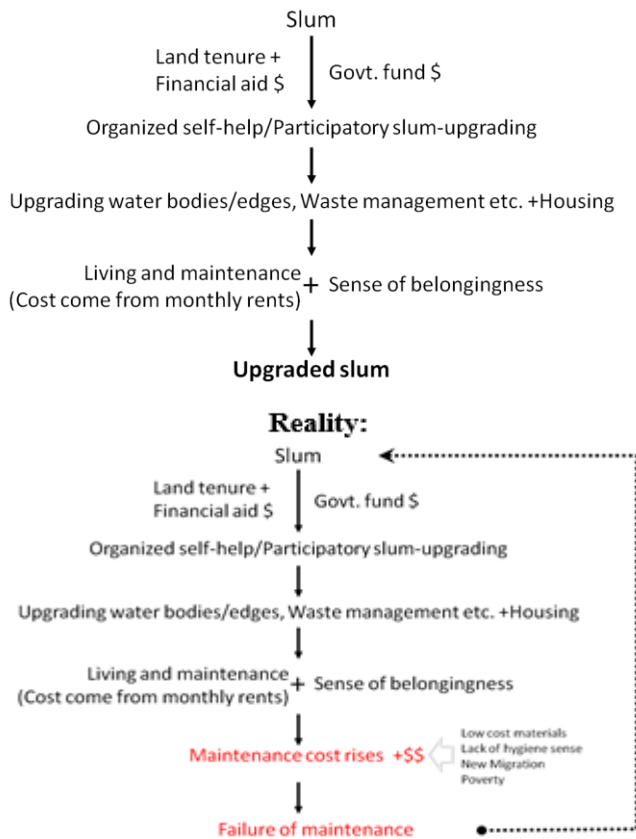 Slum
Land tenure +
Financial aid $
Govt. fund $
Organized self-help/Participatory slum-upgrading
Upgrading water bodies/edges, Waste management etc. +Housing
Living and maintenance
(Cost come from monthly rents)
+ Sense of belongingness
Upgraded slum
Reality:
Slum
Land tenure +
Financial aid $
Govt. fund $
Organized self-help/Participatory slum-upgrading
Upgrading water bodies/edges, Waste management etc. +Housing
Living and maintenance
(Cost come from monthly rents)
+ Sense of belongingness
Maintenance cost rises +$$
Low cost materials
Lack of hygiene sense
New Migration
Poverty
Failure of maintenance